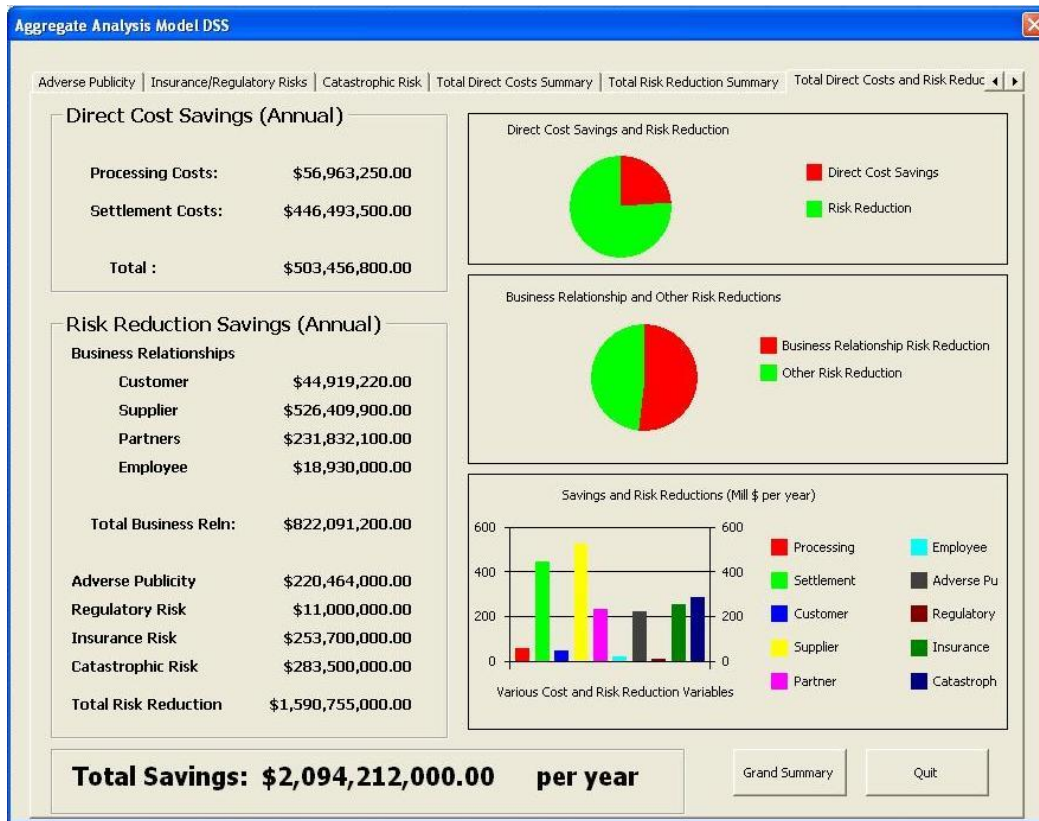 Aggregate Analysis Model DSS
Adverse Publicity Insurance/Regulatory Risks Catastrophic Risk Total Direct Costs Summary Total Risk Reduction Summary Total Direct Costs and Risk Reduc
Direct Cost Savings (Annual)
Processing Costs: $56,963,250.00
Settlement Costs: $446,493,500.00
Total : $503,456,800.00
Risk Reduction Savings (Annual)
Business Relationships
Customer $44,919,220.00
Supplier $526,409,900.00
Partners $231,832,100.00
Employee $18,930,000.00
Total Business Reln: $822,091,200.00
Adverse Publicity $220,464,000.00
Regulatory Risk $11,000,000.00
Insurance Risk $253,700,000.00
Catastrophic Risk $283,500,000.00
Total Risk Reduction $1,590,755,000.00
Direct Cost Savings and Risk Reduction
Direct Cost Savings
Risk Reduction
Business Relationship and Other Risk Reductions
Business Relationship Risk Reduction
Other Risk Reduction
Savings and Risk Reductions (Mill $ per year)
600 600
400 400
200 200
0 0
Various Cost and Risk Reduction Variables
Processing Employee
Settlement Adverse Pu
Customer Regulatory
Supplier Insurance
Partner Catastroph
Total Savings: $2,094,212,000.00 per year
Grand Summary Quit